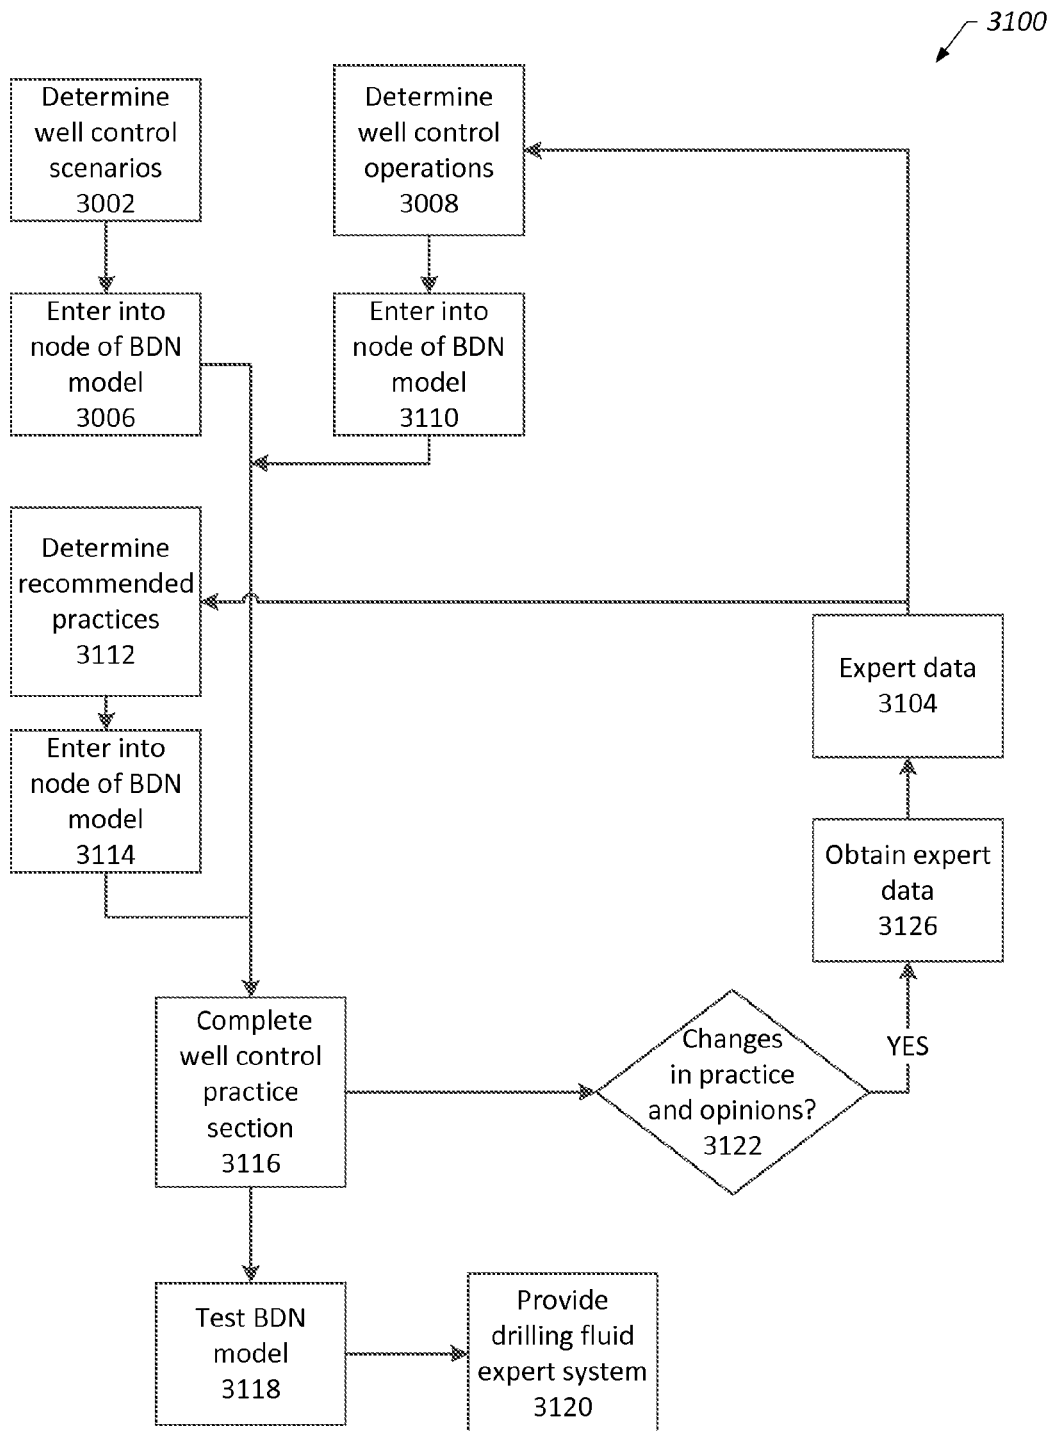 3100
Determine
well control
scenarios
3002
Determine
well control
operations
3008
Enter into
node of BDN
model
3006
Enter into
node of BDN
model
3110
Determine
recommended
practices
3112
Expert data
3104
Enter into
node of BDN
model
3114
Obtain expert
data
3126
Complete
well control
practice
section
3116
Changes
in practice
and opinions?
3122
YES
Test BDN
model
3118
Provide
drilling fluid
expert system
3120